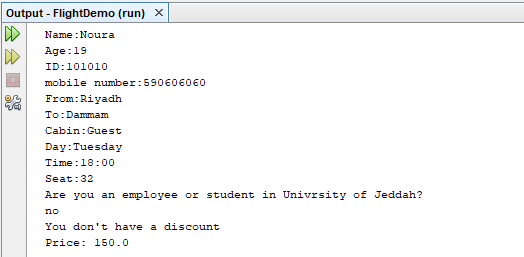 Output - FlightDemo (run)
Name:Noura
Age:19
ID:101010
mobile number:590606060
From:Riyadh
To:Dammam
Cabin:Guest
Day:Tuesday
Time:18:00
Seat:32
Are you an employee or student in Univrsity of Jeddah?
no
You don't have a discount
Price: 150.0